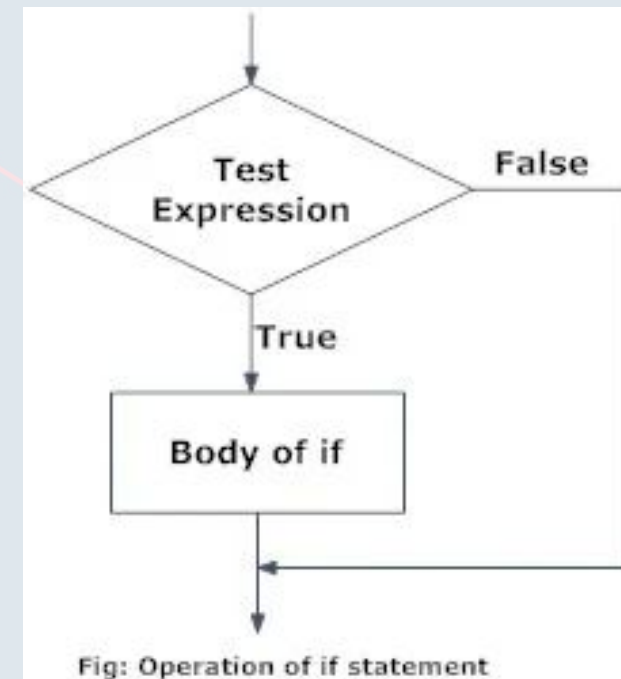 Test
Expression
False
True
Body of if
Fig: Operation of if statement